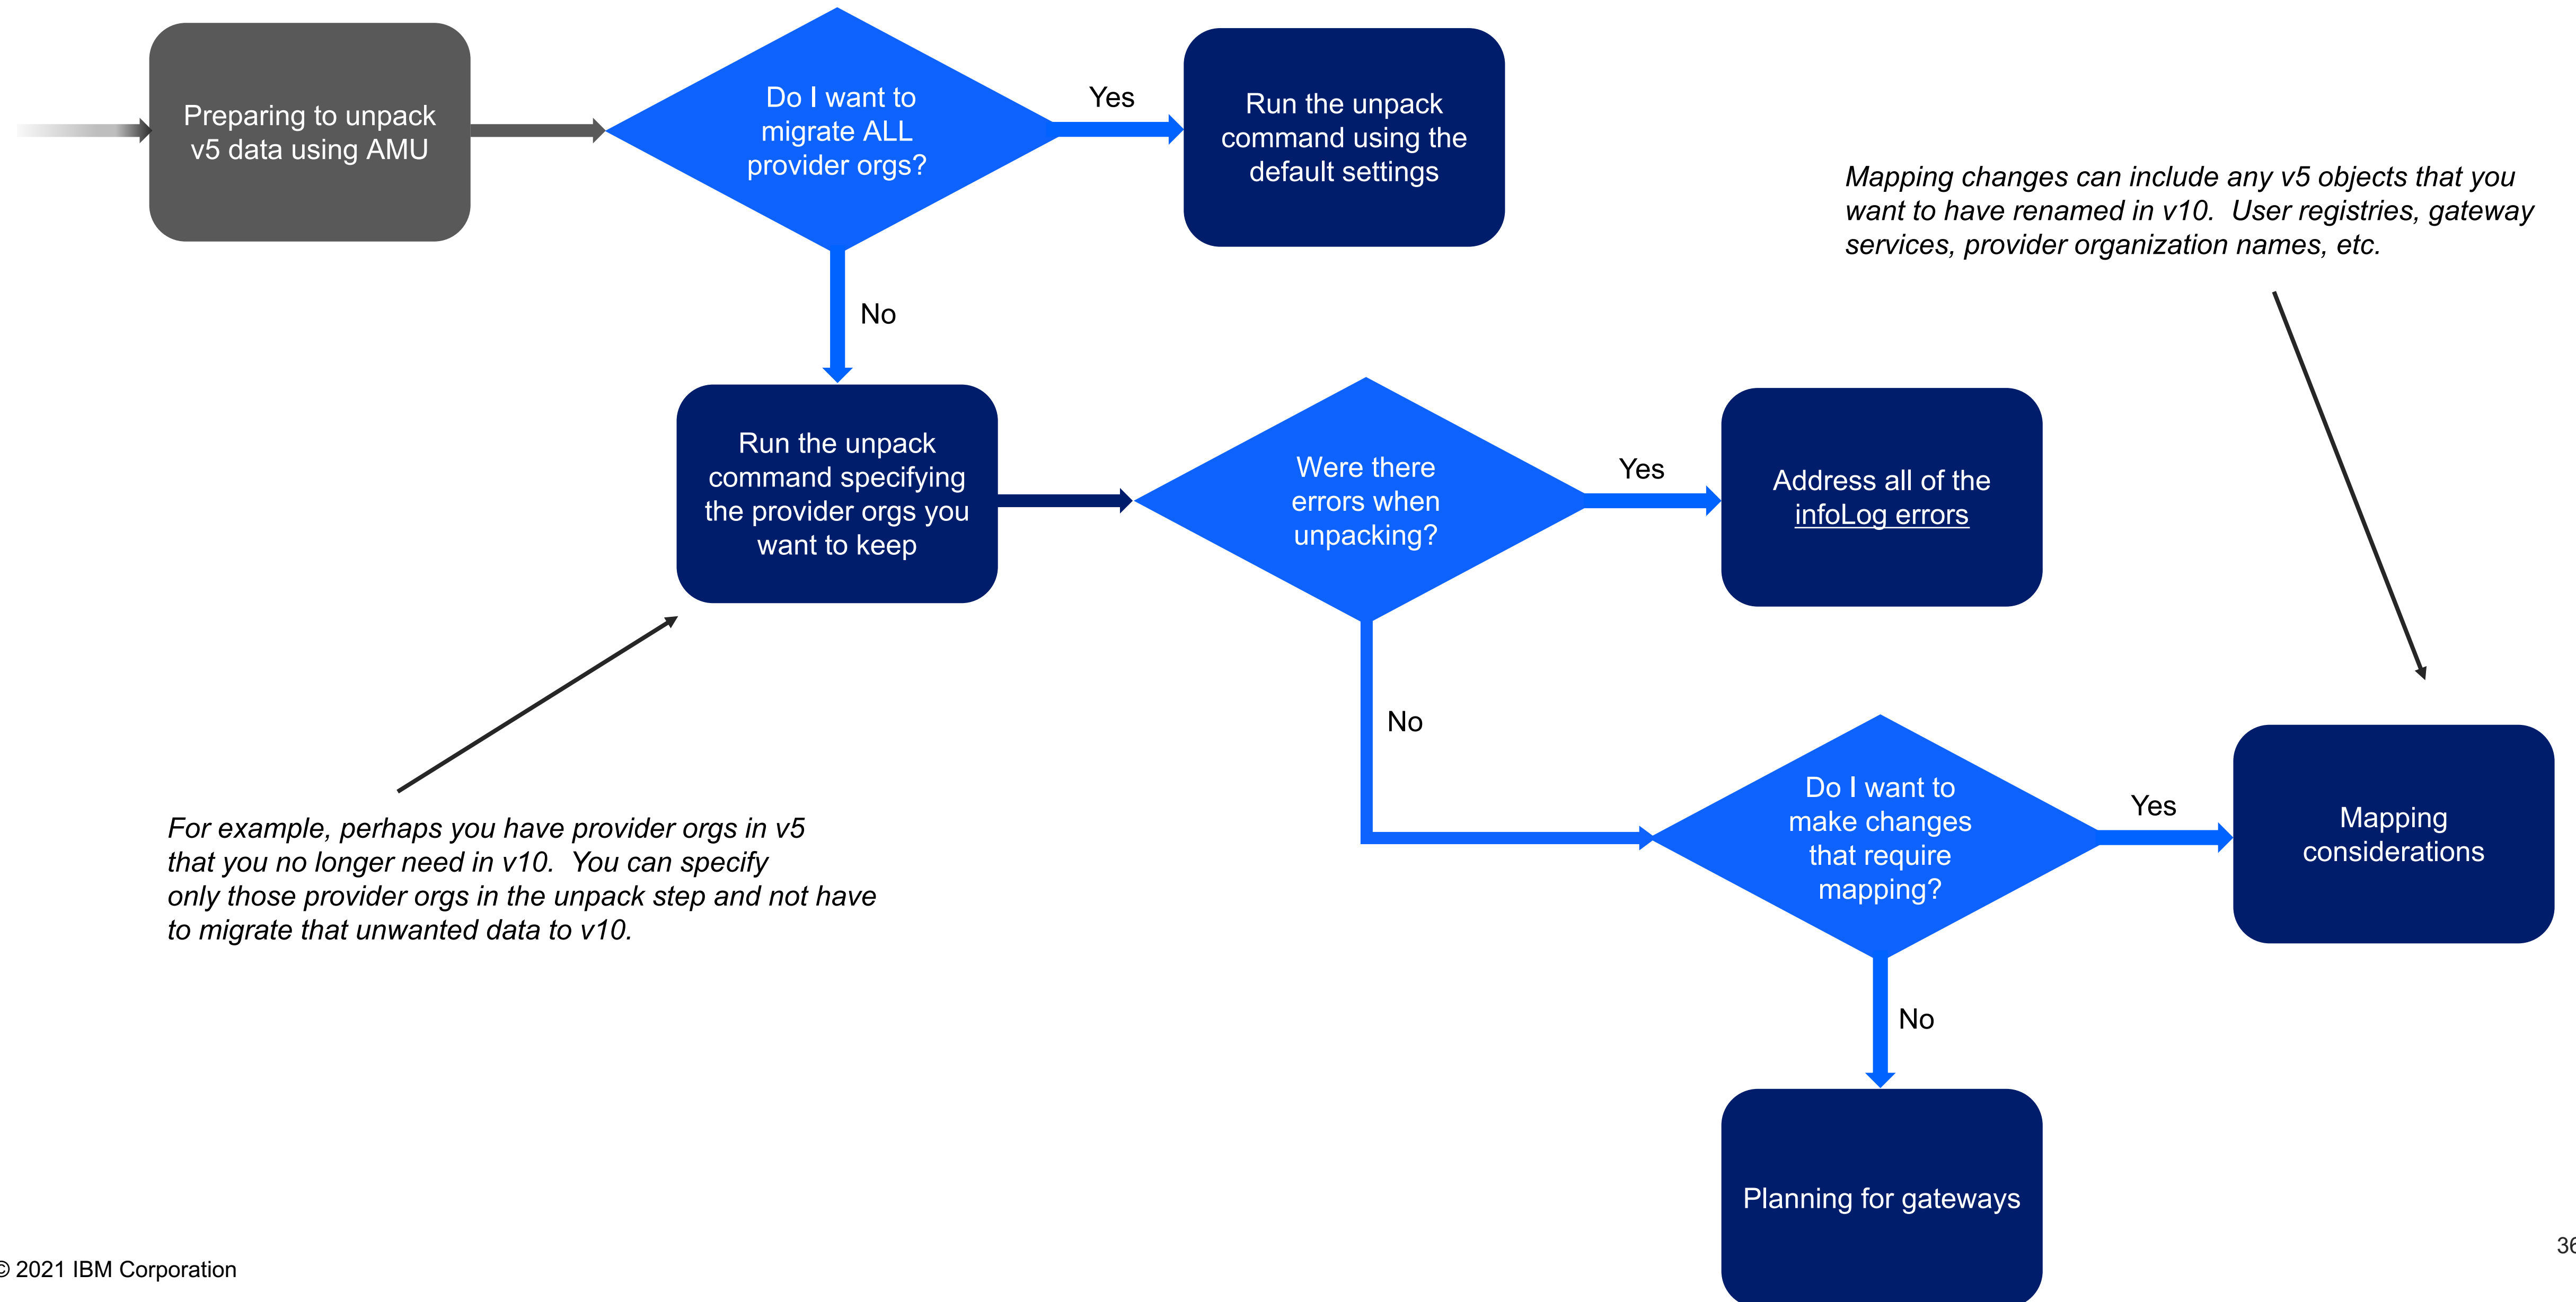 Preparing to unpack
v5 data using AMU
Do I want to
migrate ALL
provider orgs?
Yes
Run the unpack
command using the
default settings
Mapping changes can include any v5 objects that you
want to have renamed in v10.  User registries, gateway
services, provider organization names, etc.
No
Run the unpack
command specifying
the provider orgs you
want to keep
Were there
errors when
unpacking?
Yes
Address all of the
infoLog errors
No
For example, perhaps you have provider orgs in v5
that you no longer need in v10.  You can specify
only those provider orgs in the unpack step and not have
to migrate that unwanted data to v10.
Do I want to
make changes
that require
mapping?
Yes
Mapping
considerations
No
Planning for gateways
© 2021 IBM Corporation
36